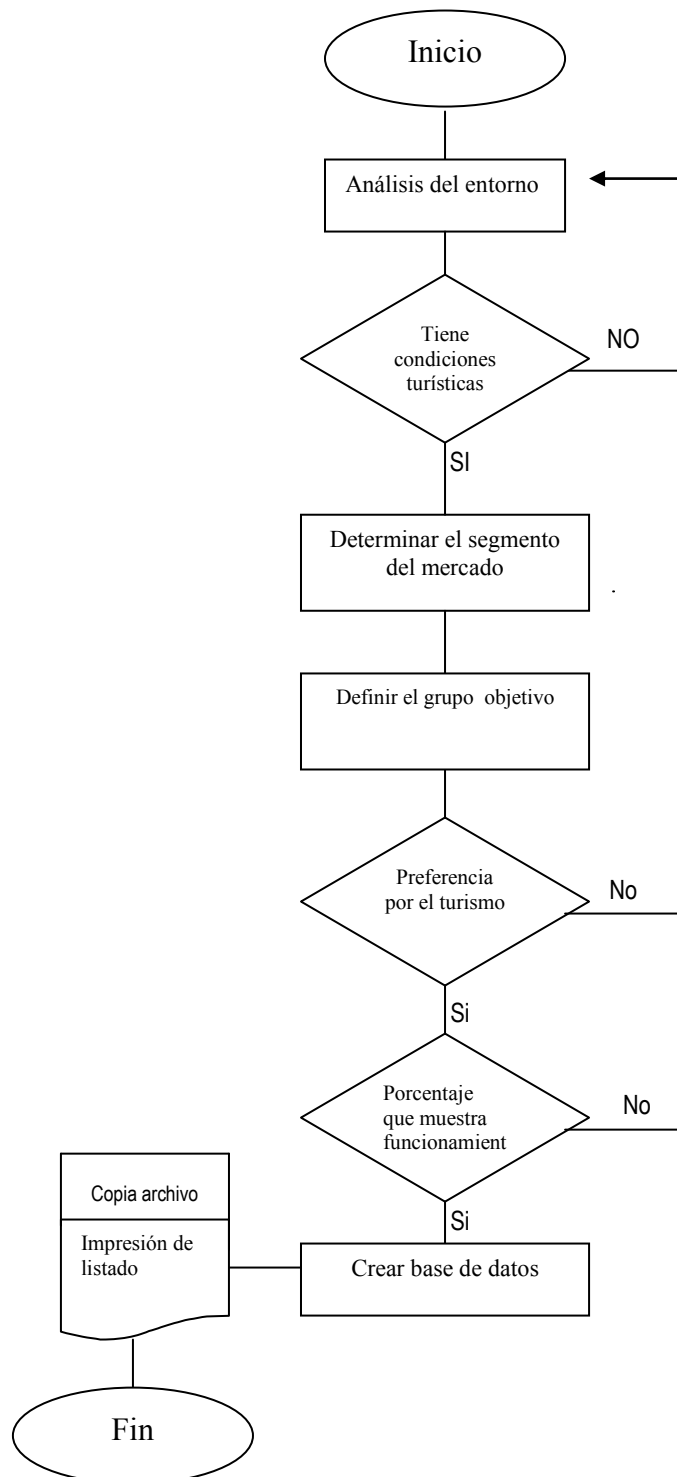 Inicio
Análisis del entorno
Tiene
condiciones
turísticas
NO
SI
Determinar el segmento
del mercado
.
Definir el grupo objetivo
Preferencia
por el turismo
No
Si
Porcentaje
que muestra
funcionamient
No
Si
Copia archivo
Impresión de
listado
Crear base de datos
Fin